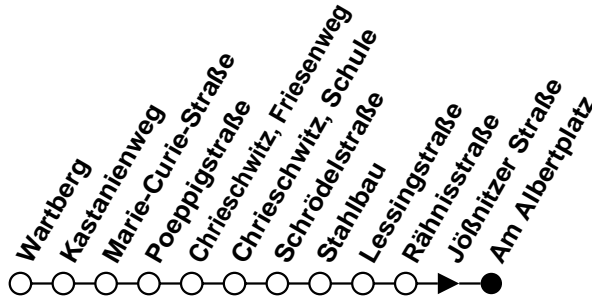 Wartberg
Kastanienweg
Marie-Curie-Straße
Poeppigstraße
Chrieschwitz, Friesenweg
Chrieschwitz, Schule
Schrödelstraße
Stahlbau
Lessingstraße
Rähnisstraße
Jößnitzer Straße
Am Albertplatz